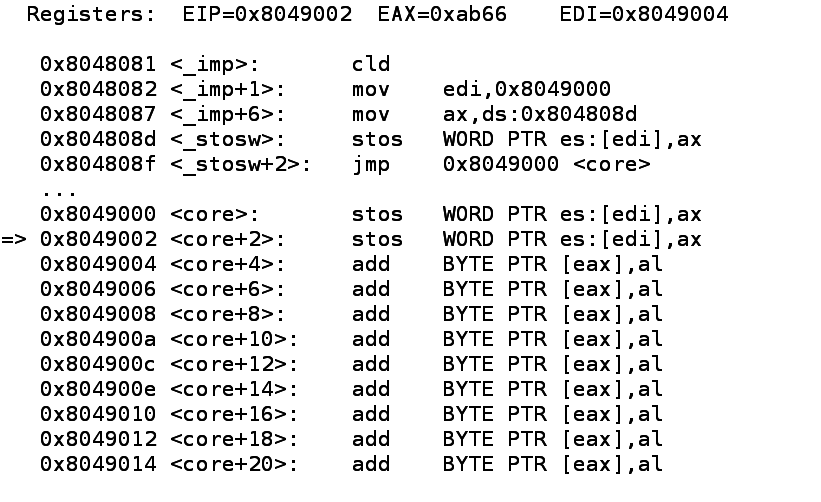 Registers: EIP=0x8049002 EAX=0xab66 EDI=0x8049004
0x8048081 <_imp>: cld
0x8048082 <_imp+1>: mov edi,0x8049000
0x8048087 <_imp+6>: mov ax,ds:0x804808d
0x804808d <_stosw>: stos WORD PTR es:[edi],ax
0x804808f <_stosw+2>: jmp 0x8049000 <core>
...
0x8049000 <core>: stos WORD PTR es:[edi],ax
=> 0x8049002 <core+2>: stos WORD PTR es:[edi],ax
0x8049004 <core+4>: add BYTE PTR [eax],al
0x8049006 <core+6>: add BYTE PTR [eax],al
0x8049008 <core+8>: add BYTE PTR [eax],al
0x804900a <core+10>: add BYTE PTR [eax],al
0x804900c <core+12>: add BYTE PTR [eax],al
0x804900e <core+14>: add BYTE PTR [eax],al
0x8049010 <core+16>: add BYTE PTR [eax],al
0x8049012 <core+18>: add BYTE PTR [eax],al
0x8049014 <core+20>: add BYTE PTR [eax],al